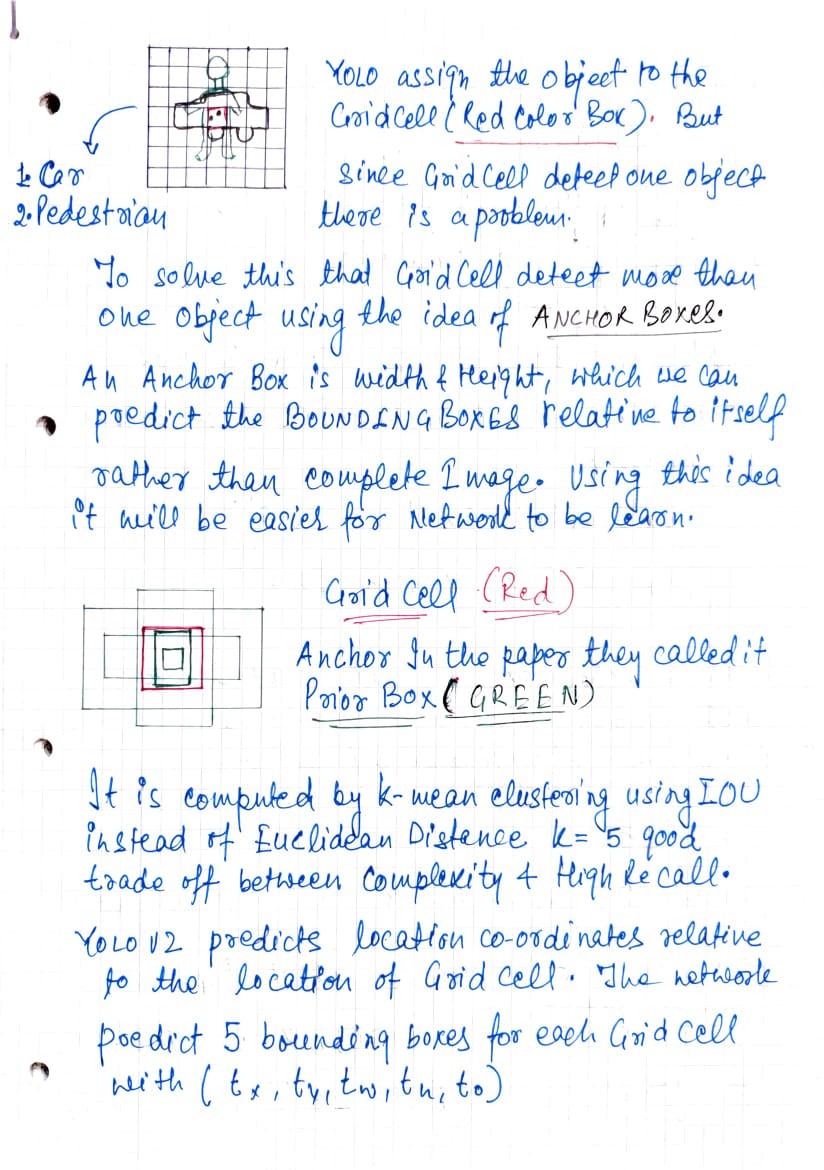 YOLO assign the object to the
Grid Cell (Red Color Box). But
1. Car
2. Pedestrian
since Grid Cell detect one object
there is a problem.
To solve this that Grid Cell detect more than
one object using the idea of ANCHOR BOXES.
An Anchor Box is width & Height, which we can
predict the BOUNDING BOXES relative to itself
rather than complete Image. Using this idea
it will be easier for Network to be learn.
Grid Cell (Red)
Anchor In the paper they called it
Prior Box (GREEN)
It is computed by k-mean clustering using IOU
instead of Euclidean Distance k= 5 good
trade off between Complexity & High Recall.
YOLO V2 predicts location co-ordinates relative
to the location of Grid cell. The network
predict 5 bounding boxes for each Grid Cell
with (tx, ty, tw, th, to)